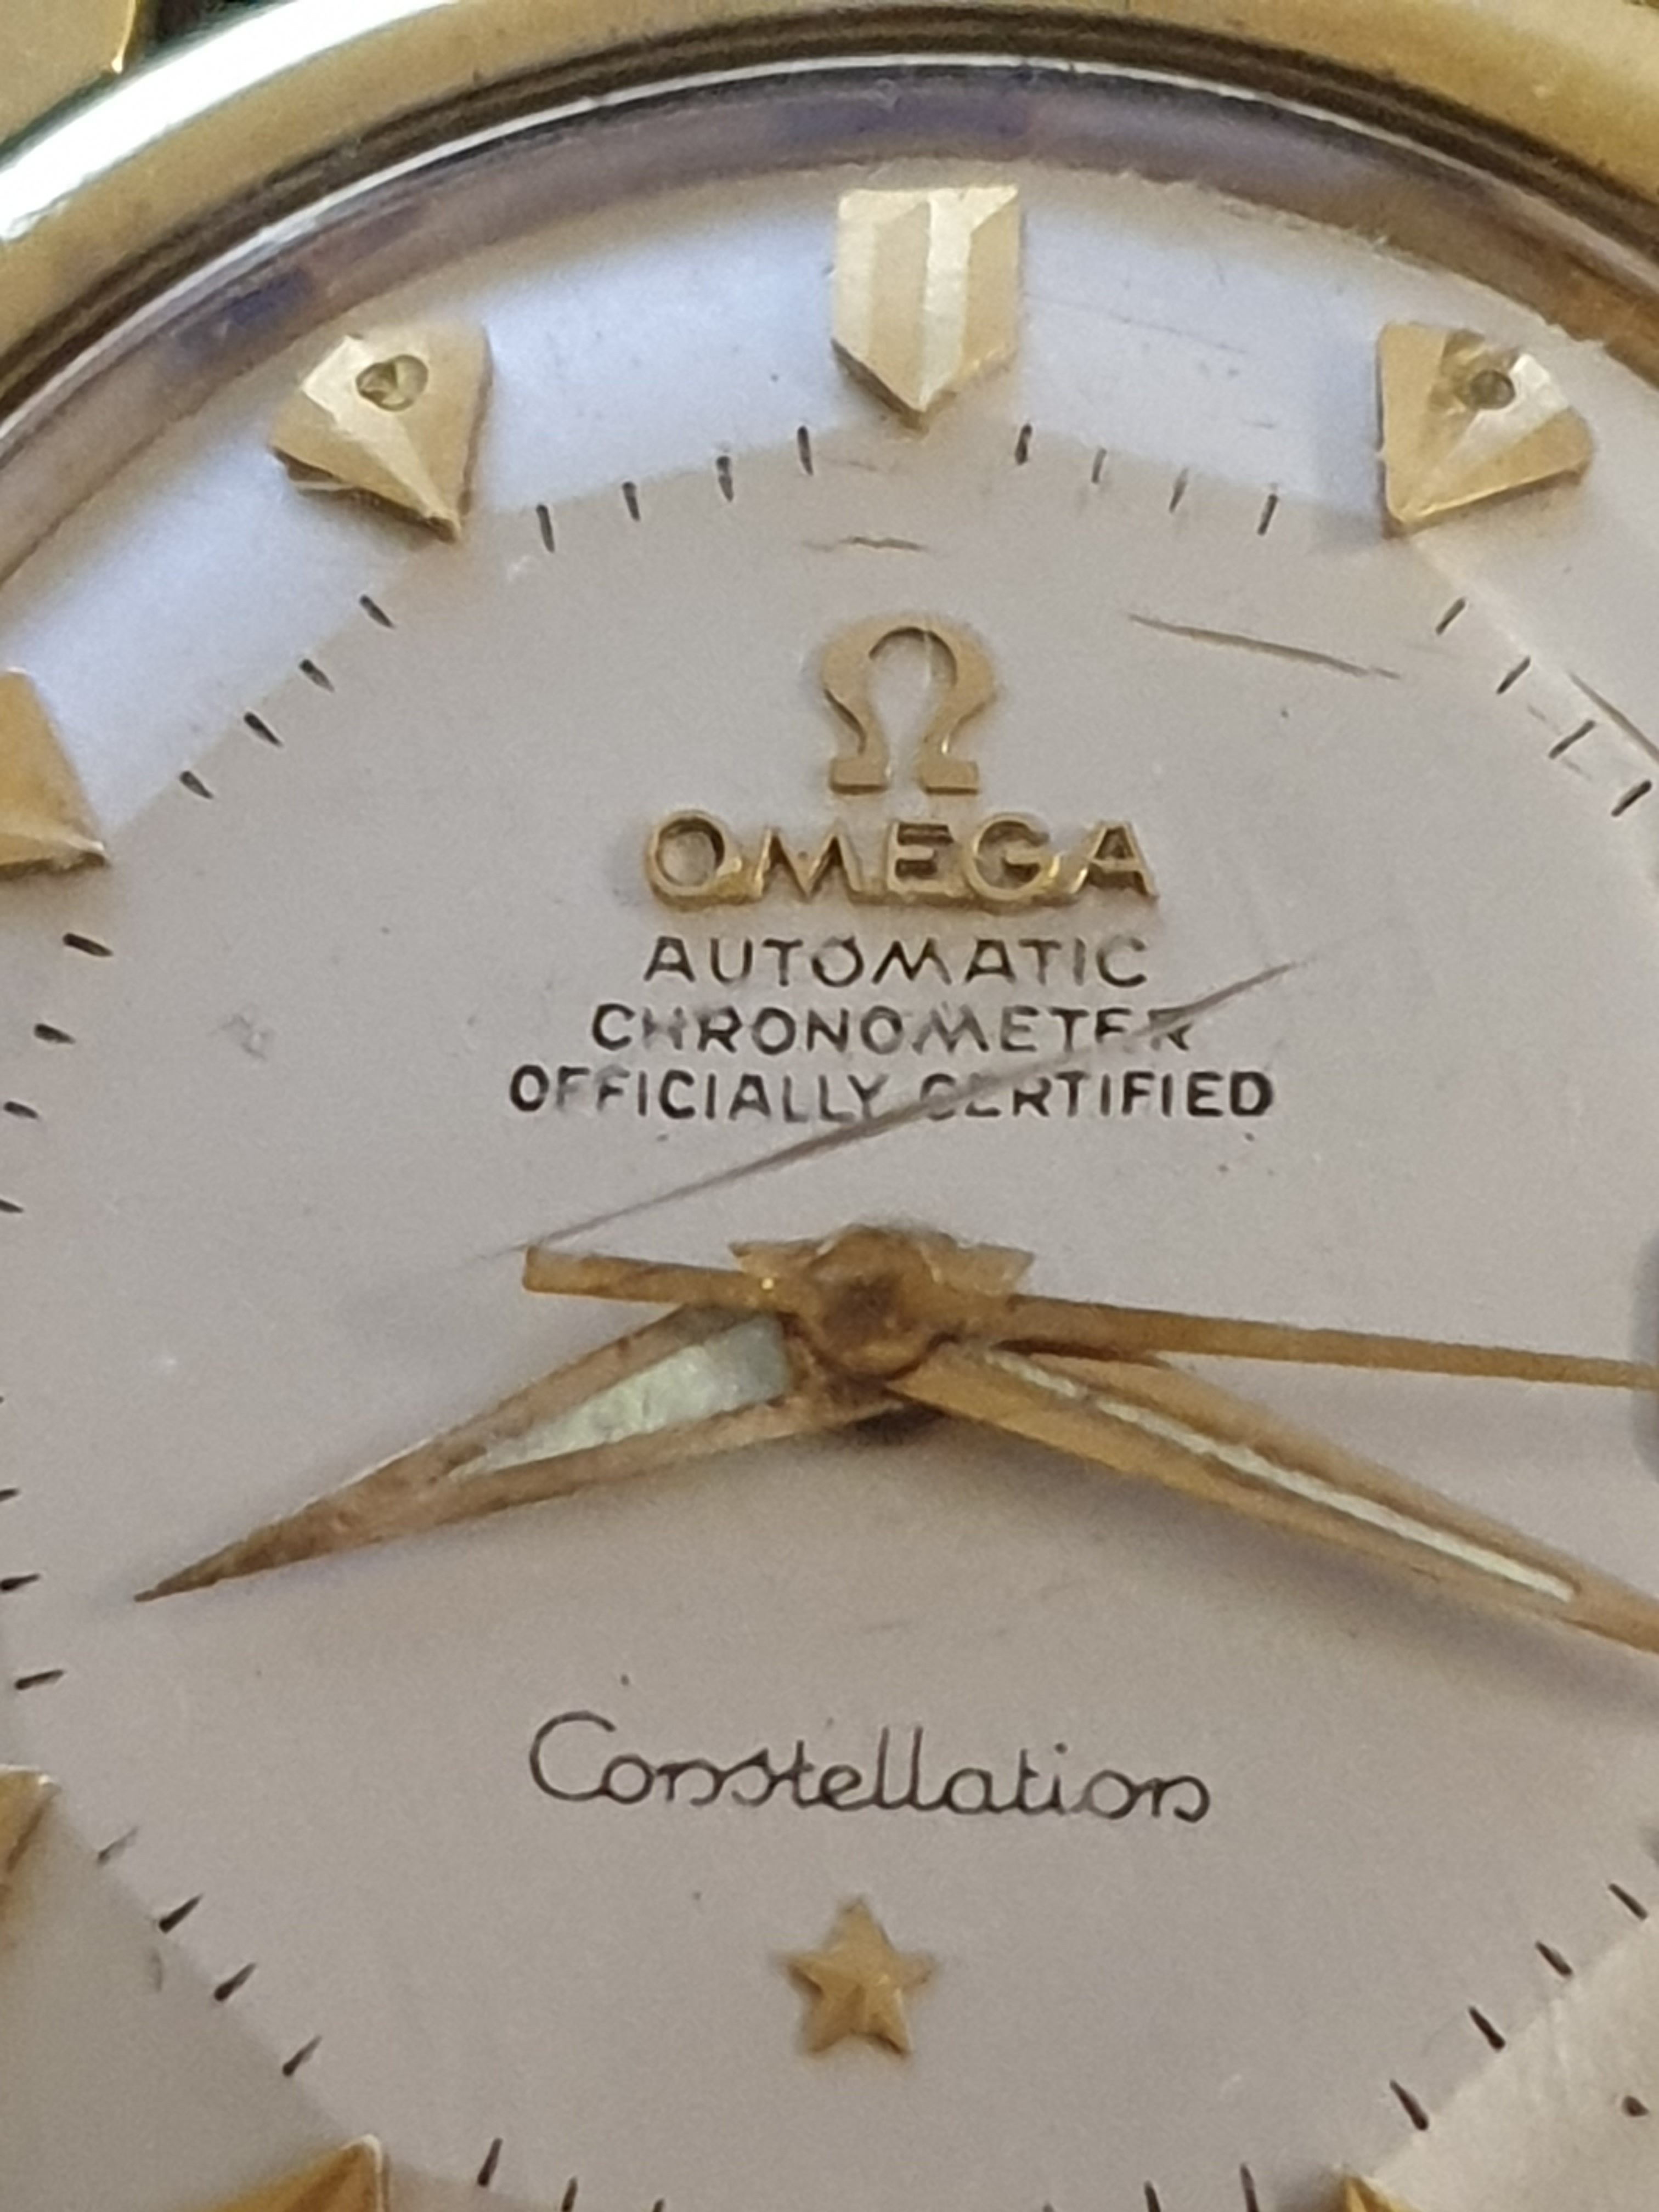 Ω
OMEGA
AUTOMATIC
CHRONOMETER
OFFICIALLY CERTIFIED
Constellation